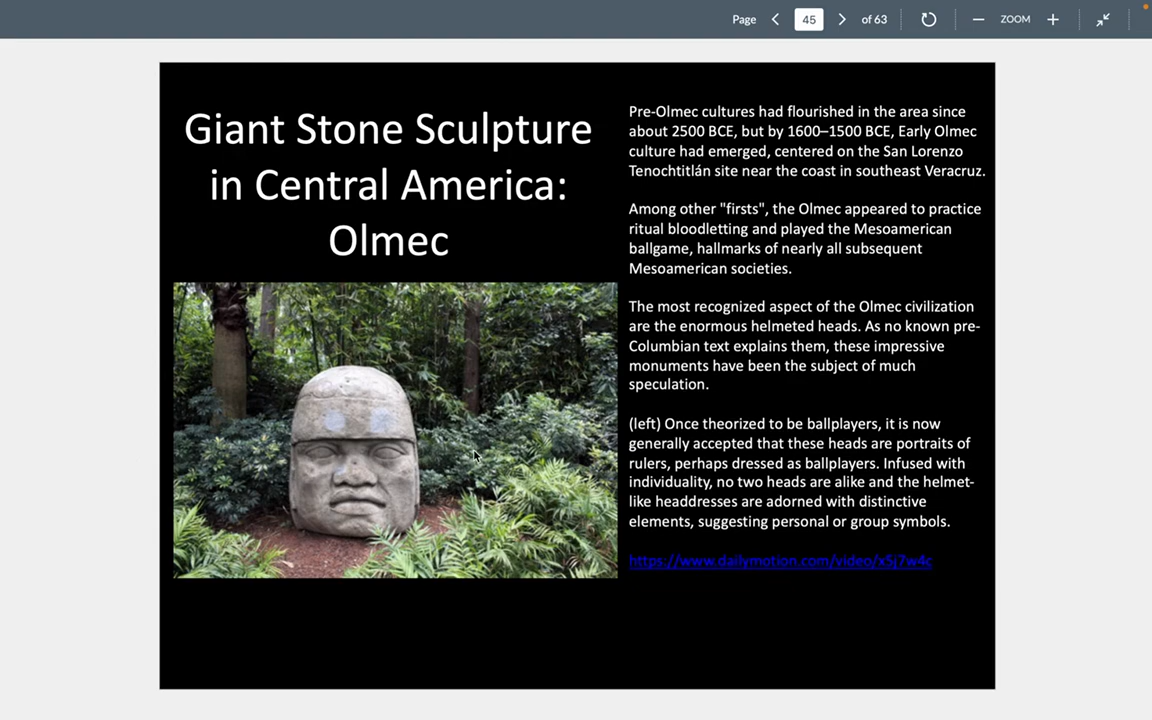 Page 45 of 63 ZOOM
Giant Stone Sculpture
in Central America:
Olmec
Pre-Olmec cultures had flourished in the area since
about 2500 BCE, but by 1600–1500 BCE, Early Olmec
culture had emerged, centered on the San Lorenzo
Tenochtitlán site near the coast in southeast Veracruz.
Among other "firsts", the Olmec appeared to practice
ritual bloodletting and played the Mesoamerican
ballgame, hallmarks of nearly all subsequent
Mesoamerican societies.
The most recognized aspect of the Olmec civilization
are the enormous helmeted heads. As no known pre-
Columbian text explains them, these impressive
monuments have been the subject of much
speculation.
(left) Once theorized to be ballplayers, it is now
generally accepted that these heads are portraits of
rulers, perhaps dressed as ballplayers. Infused with
individuality, no two heads are alike and the helmet-
like headdresses are adorned with distinctive
elements, suggesting personal or group symbols.
https://www.dailymotion.com/video/x5j7w4c